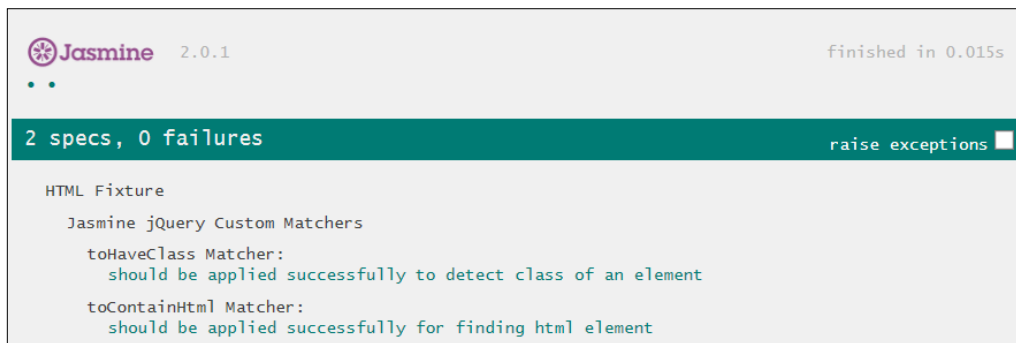 Jasmine 2.0.1 finished in 0.015s
2 specs, 0 failures raise exceptions
HTML Fixture
Jasmine jQuery Custom Matchers
toHaveClass Matcher:
should be applied successfully to detect class of an element
toContainHtml Matcher:
should be applied successfully for finding html element